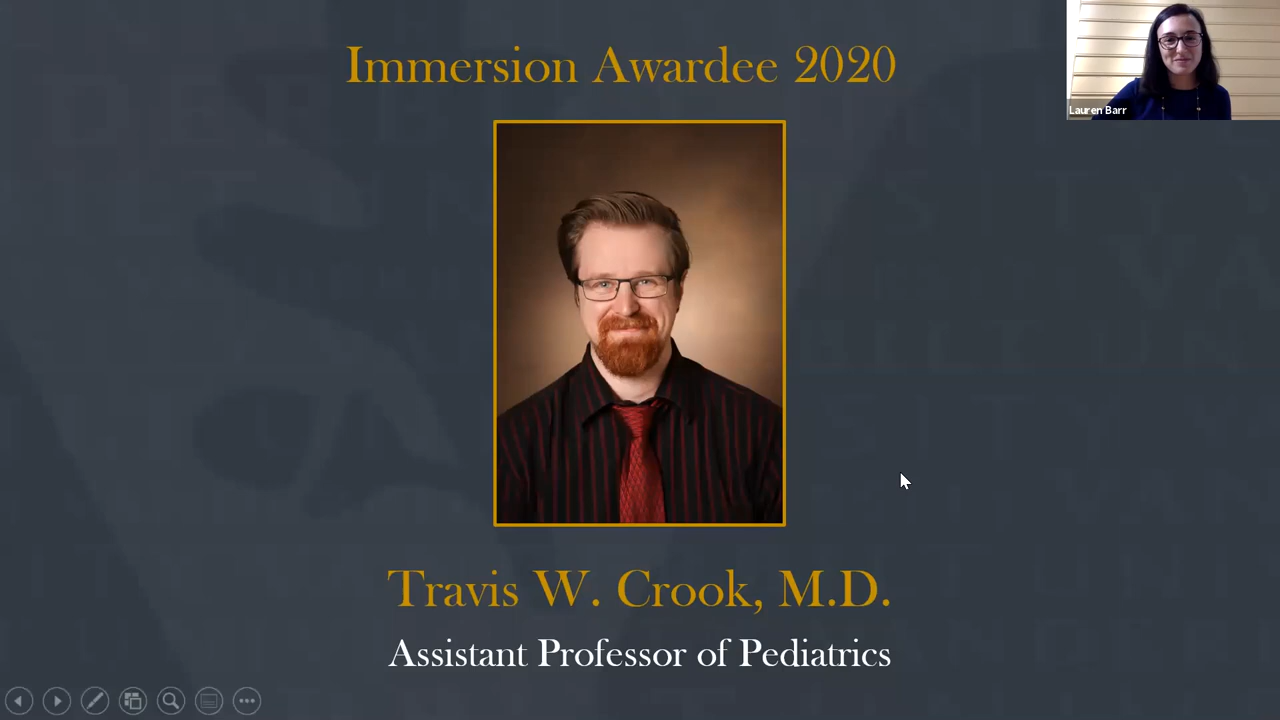 Immersion Awardee 2020
Lauren Barr
Travis W. Crook, M.D.
Assistant Professor of Pediatrics